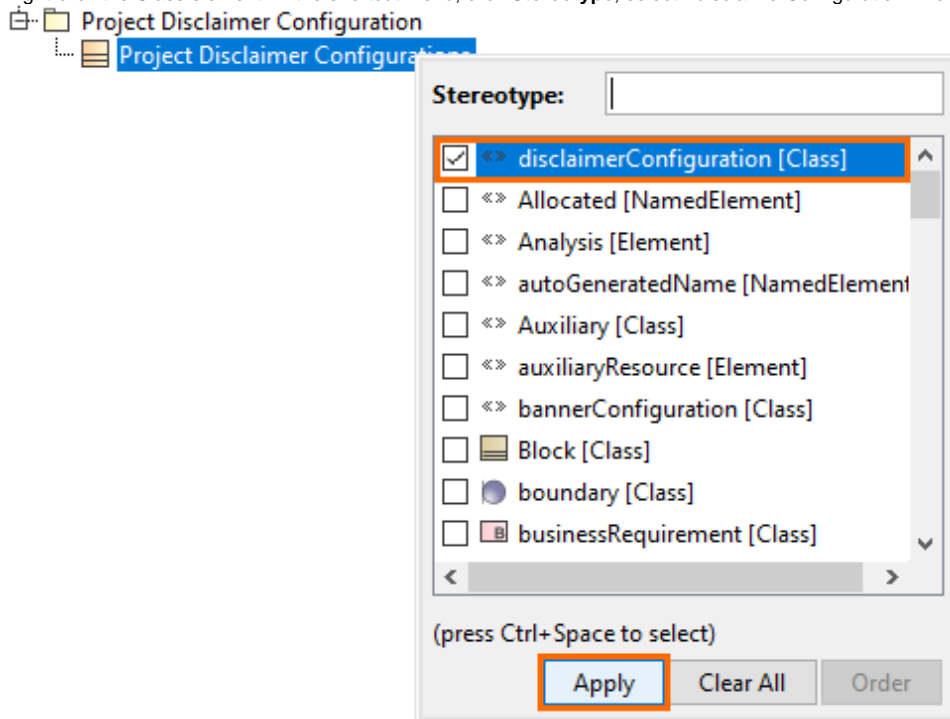 Project Disclaimer Configuration
Project Disclaimer Configurations
Stereotype:
«» disclaimerConfiguration [Class]
«» Allocated [NamedElement]
«» Analysis [Element]
«» autoGeneratedName [NamedElement
«» Auxiliary [Class]
«» auxiliaryResource [Element]
«» bannerConfiguration [Class]
Block [Class]
boundary [Class]
B businessRequirement [Class]
(press Ctrl+Space to select)
Apply Clear All Order